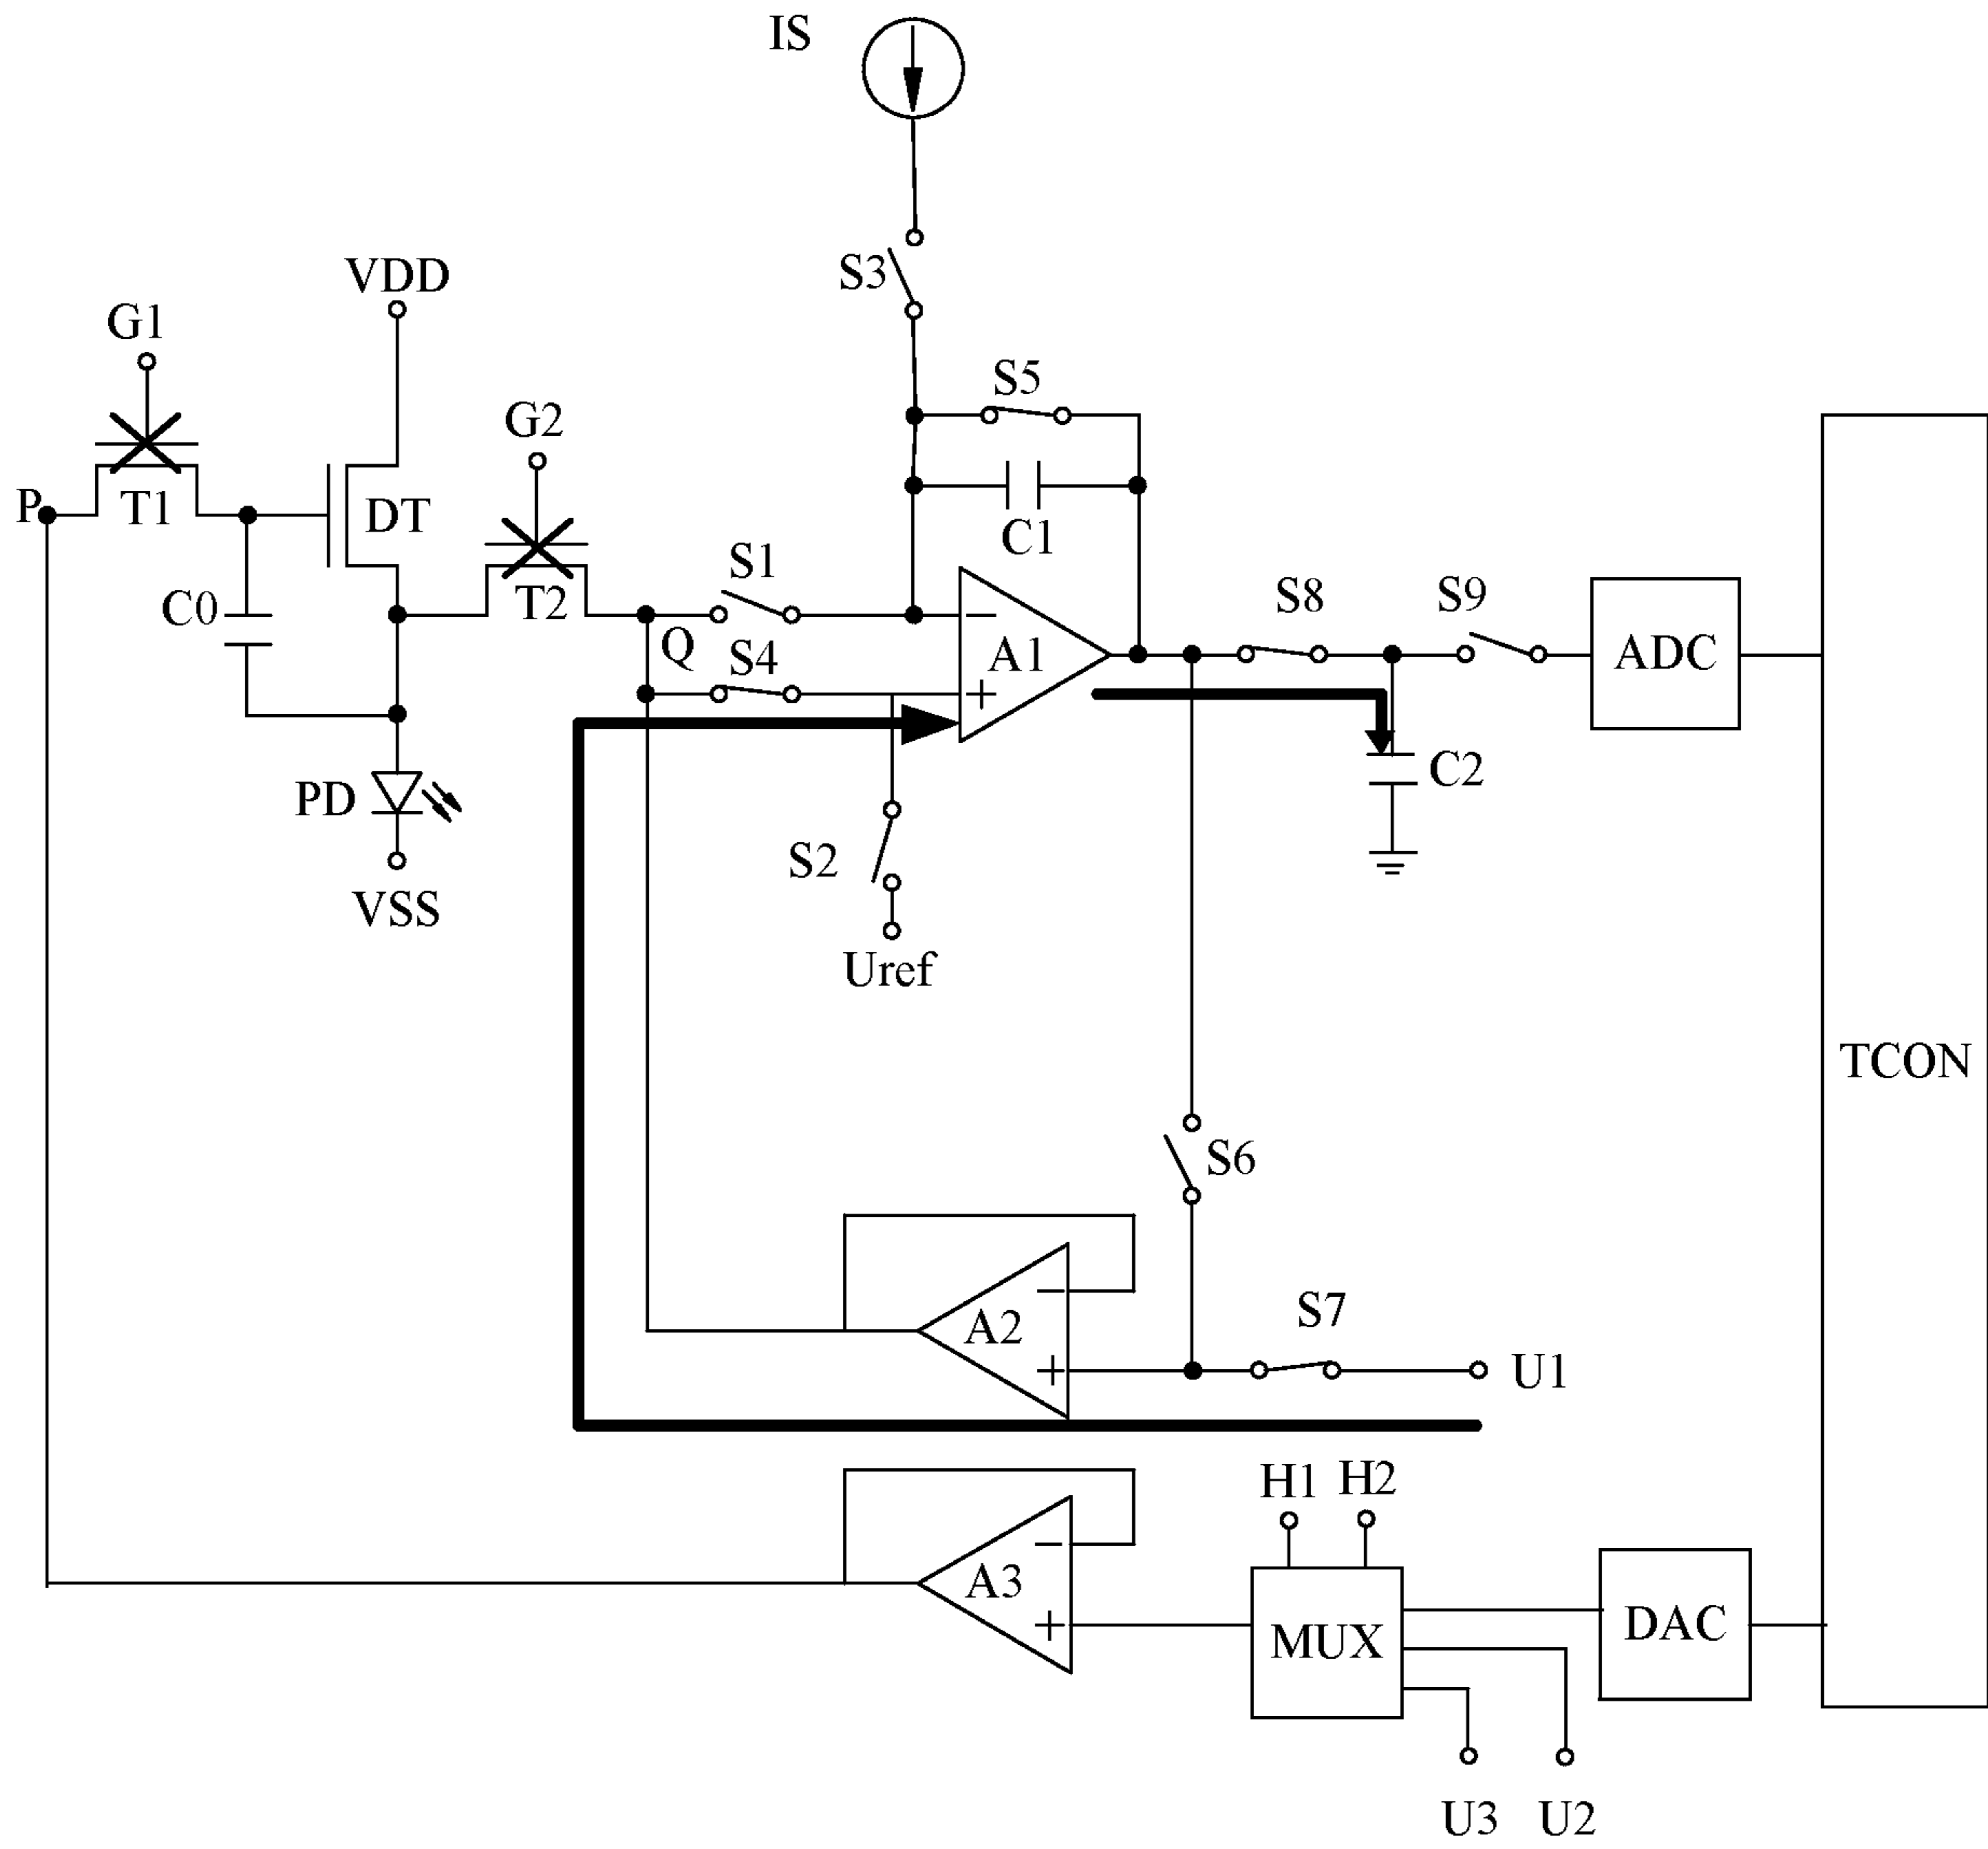 IS
S3
VDD
G1
S5
G2
P
T1
DT
C1
S1
T2
C0
S8
S9
Q
S4
A1
ADC
−
+
PD
C2
S2
VSS
Uref
TCON
S6
−
A2
S7
+
U1
H1
H2
−
A3
+
MUX
DAC
U3
U2